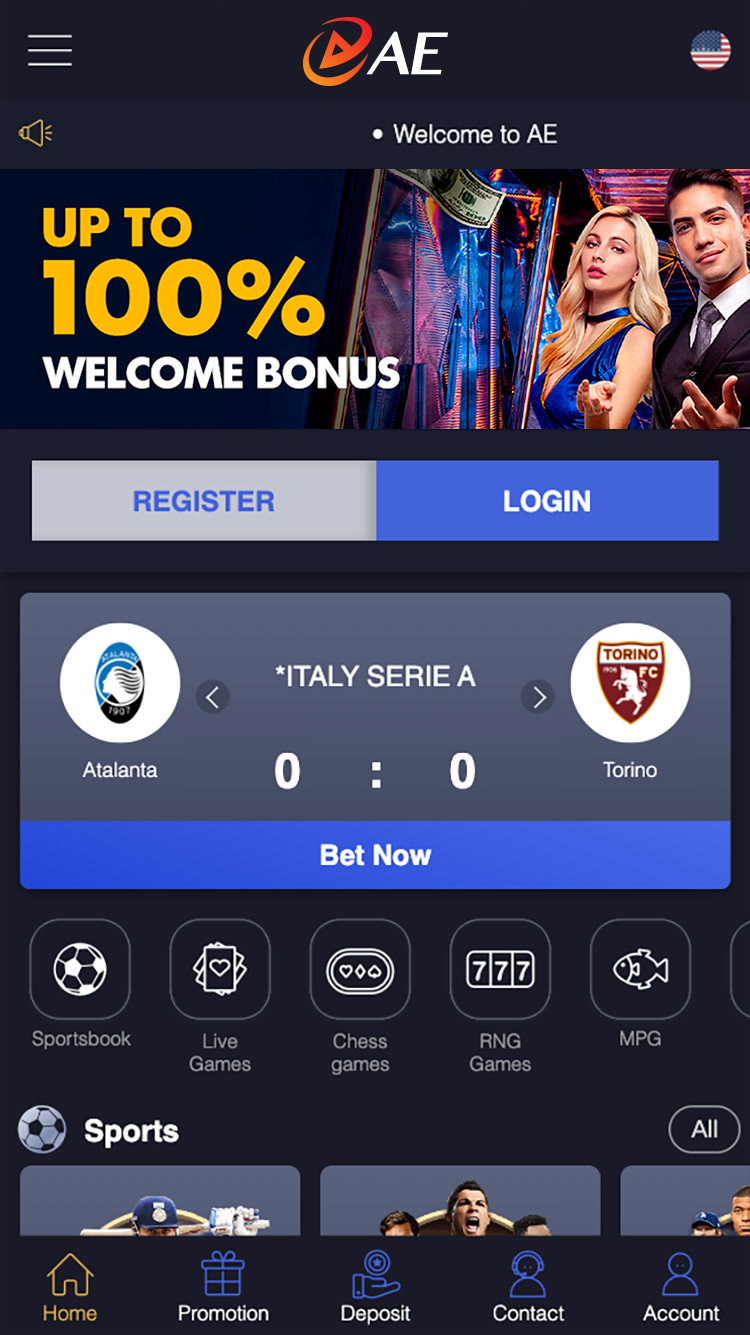 AE
Welcome to AE
UP TO
100%
WELCOME BONUS
REGISTER
LOGIN
*ITALY SERIE A
ATALANTA
1907
TORINO
1906 FC
Atalanta
0 : 0
Torino
Bet Now
777
Sportsbook
Live
Games
Chess
games
RNG
Games
MPG
Sports
All
Home
Promotion
Deposit
Contact
Account